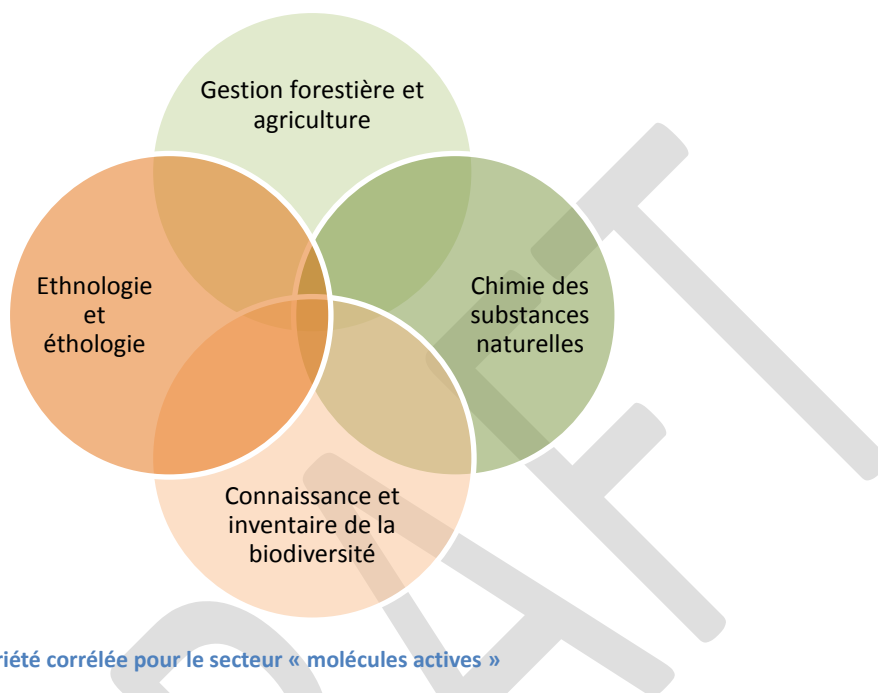 Gestion forestière et
agriculture
Ethnologie
et
éthologie
Chimie des
substances
naturelles
Connaissance et
inventaire de la
biodiversité
corrélée pour le secteur « molécules actives »